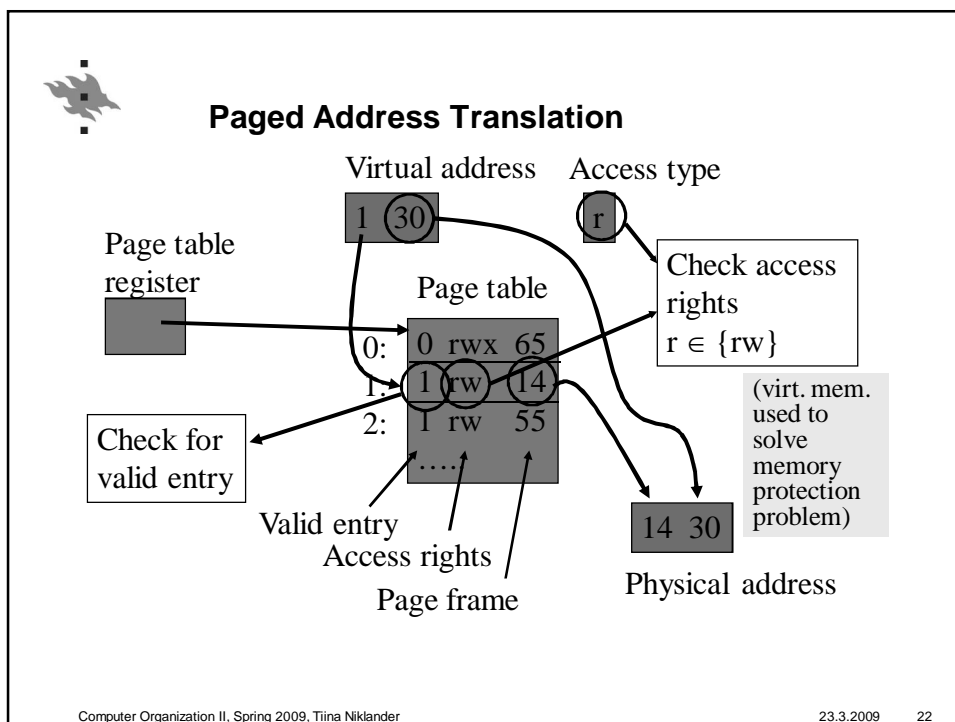 Paged Address Translation
Virtual address
Access type
1 30
r
Page table
register
Page table
Check access
rights
r ∈ {rw}
0: 0 rwx 65
1: 1 rw 14
2: 1 rw 55
.....
Check for
valid entry
(virt. mem.
used to
solve
memory
protection
problem)
Valid entry
Access rights
Page frame
14 30
Physical address
Computer Organization II, Spring 2009, Tiina Niklander
23.3.2009 22